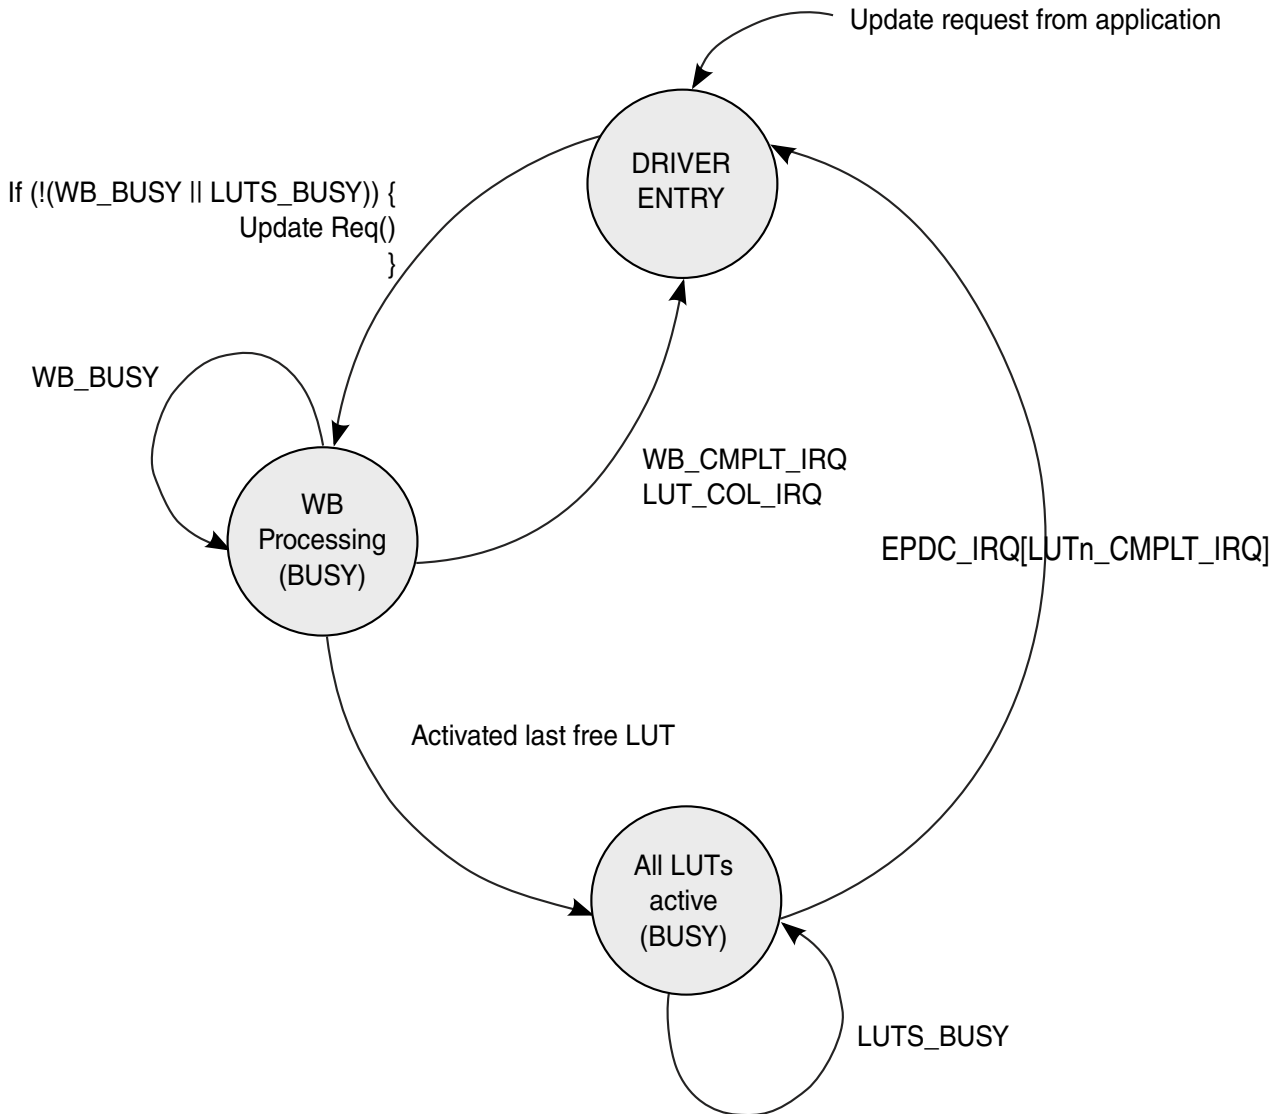 Update request from application
DRIVER
ENTRY
If (!(WB_BUSY || LUTS_BUSY)) {
Update Req()
}
WB_BUSY
WB
Processing
(BUSY)
WB_CMPLT_IRQ
LUT_COL_IRQ
EPDC_IRQ[LUTn_CMPLT_IRQ]
Activated last free LUT
All LUTs
active
(BUSY)
LUTS_BUSY